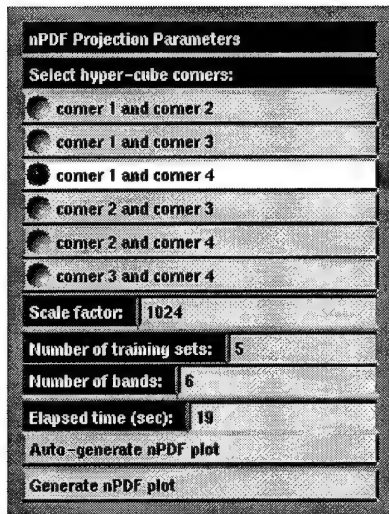 nPDF Projection Parameters
Select hyper-cube corners:
corner 1 and corner 2
corner 1 and corner 3
corner 1 and corner 4
corner 2 and corner 3
corner 2 and corner 4
corner 3 and corner 4
Scale factor: 1024
Number of training sets: 5
Number of bands: 6
Elapsed time (sec): 19
Auto-generate nPDF plot
Generate nPDF plot